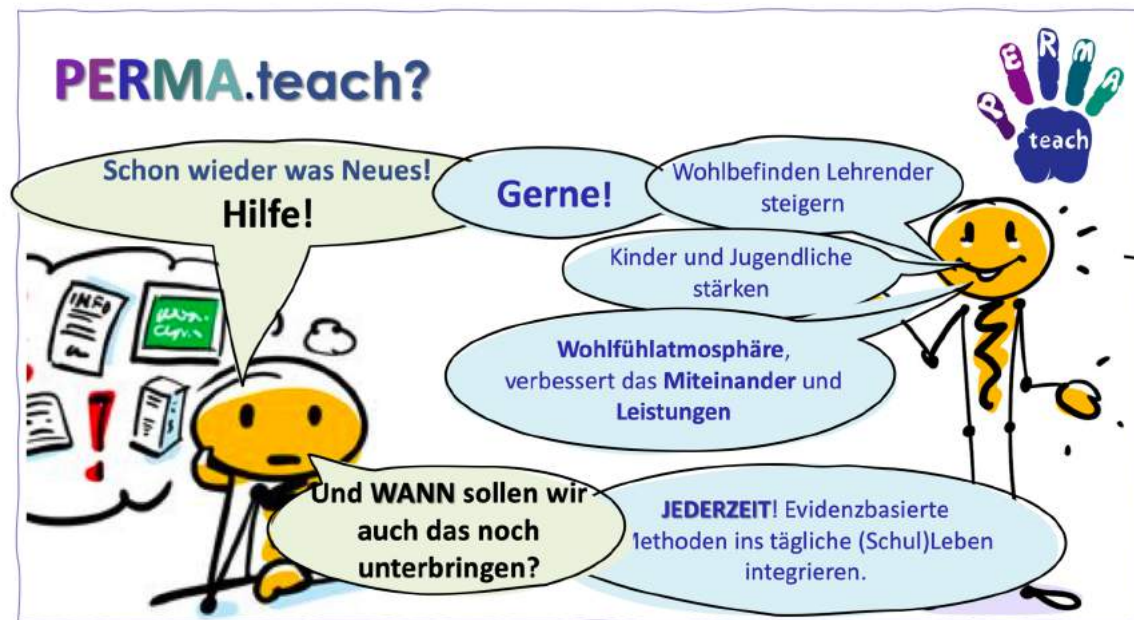 PERMA.teach?
P E R M A
teach
Schon wieder was Neues!
Hilfe!
Gerne!
Wohlbefinden Lehrender
steigern
Kinder und Jugendliche
stärken
Wohlfühlatmosphäre,
verbessert das Miteinander und
Leistungen
INFO
Und WANN sollen wir
auch das noch
unterbringen?
JEDERZEIT! Evidenzbasierte
Methoden ins tägliche (Schul)Leben
integrieren.